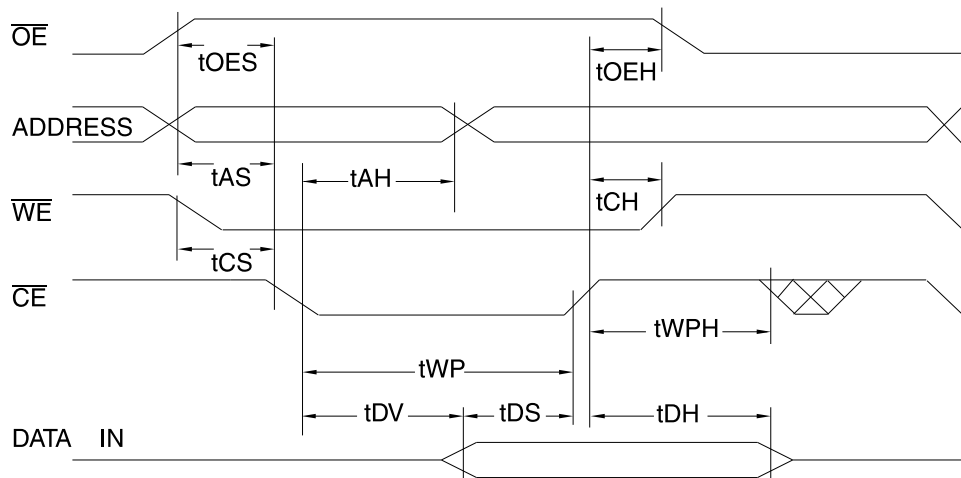 OE
tOES
tOEH
ADDRESS
tAS
tAH
tCH
WE
tCS
CE
tWPH
tWP
tDV
tDS
tDH
DATA IN